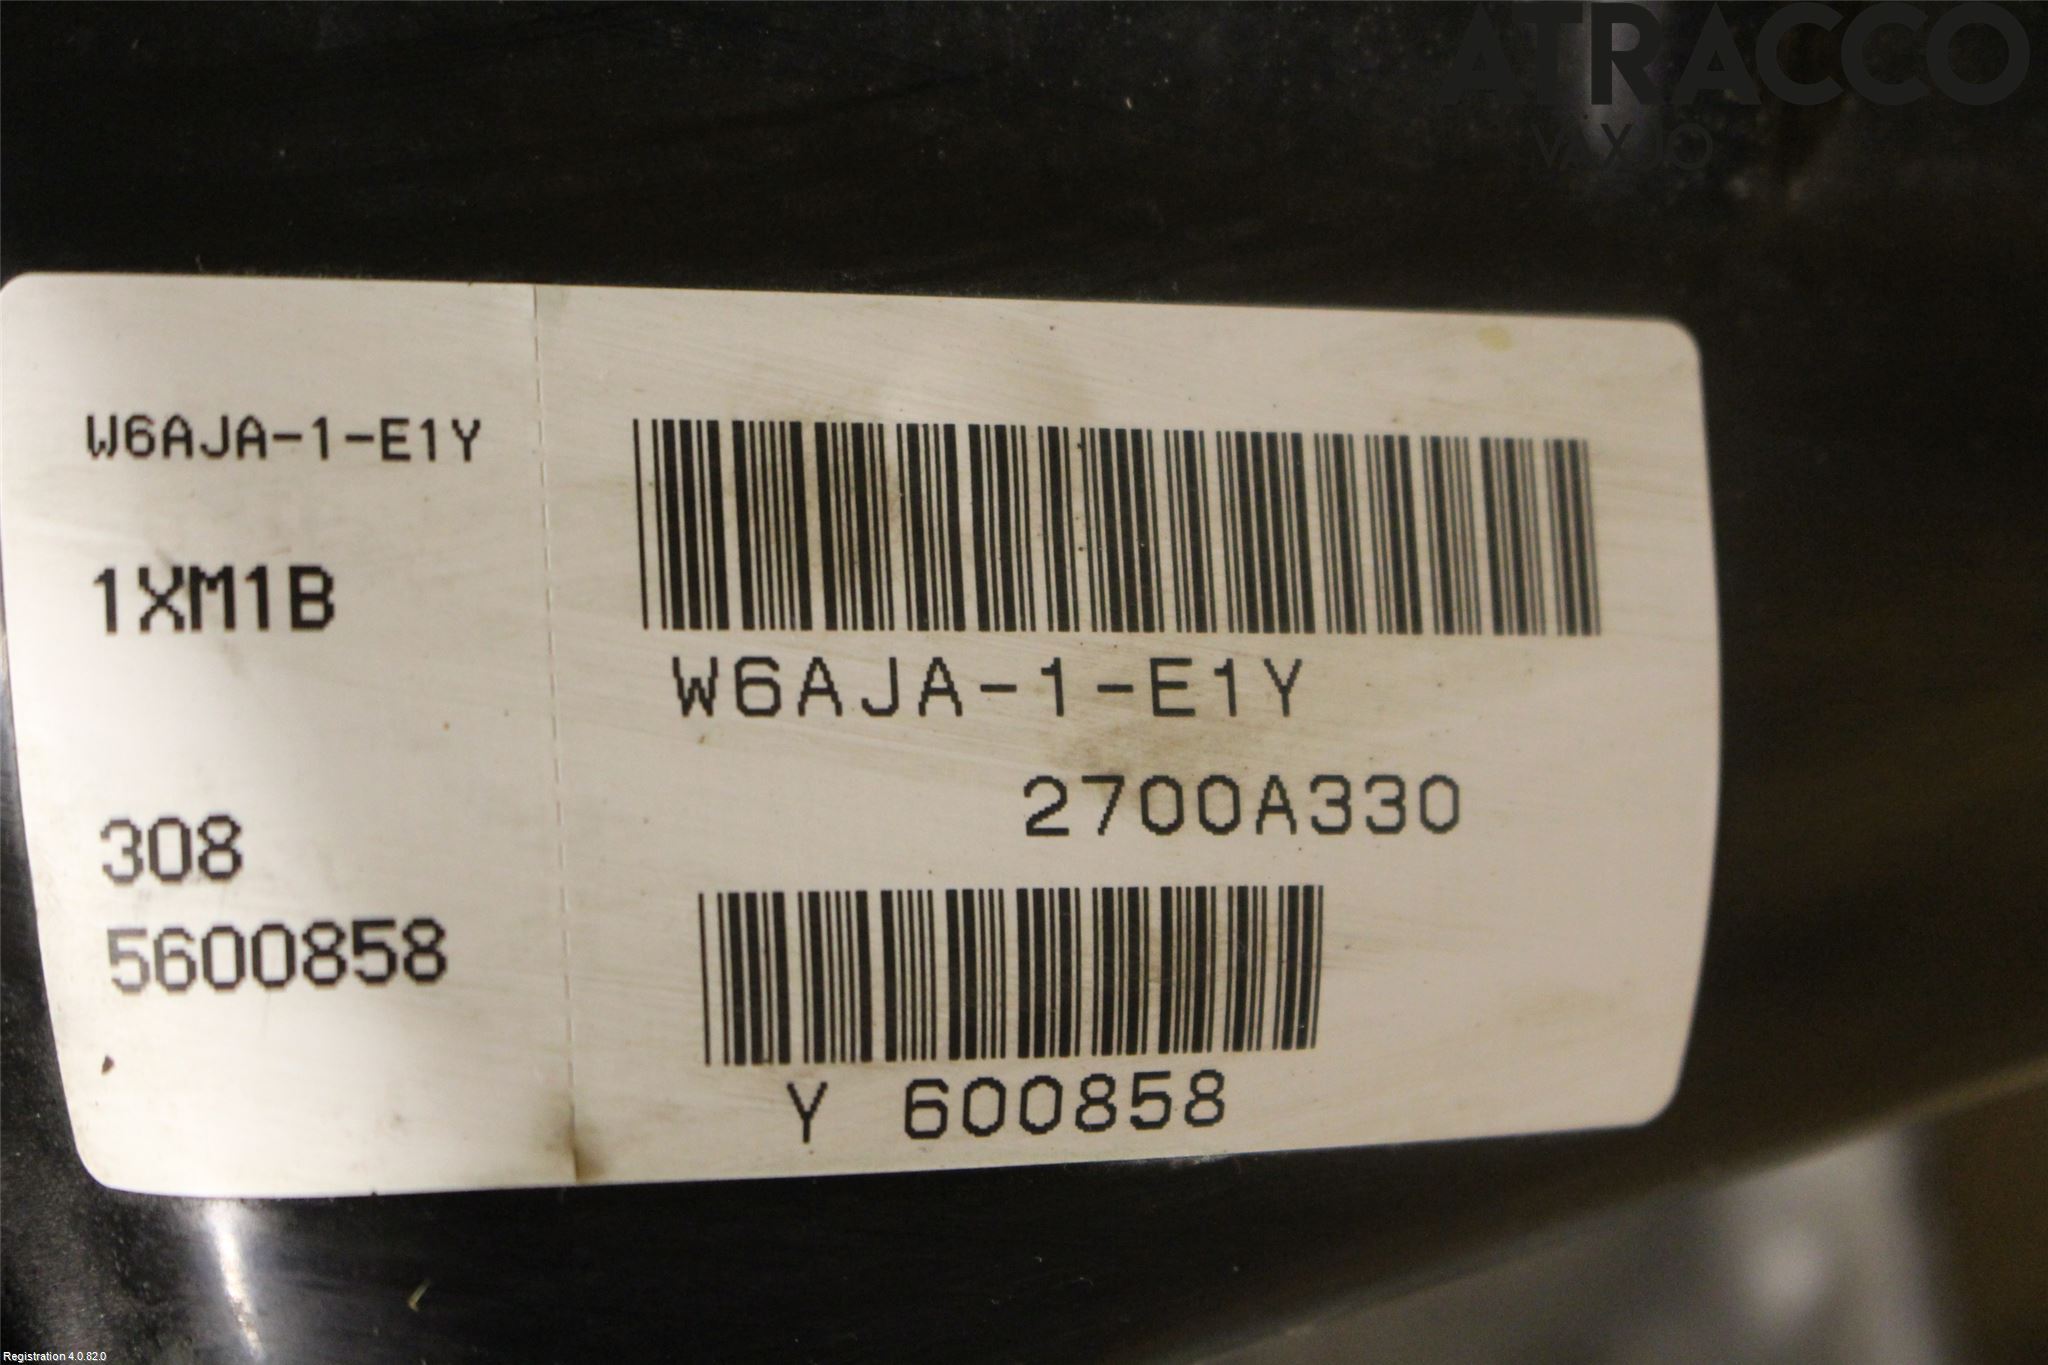 ATRACCO
VÄXJÖ
W6AJA-1-E1Y
1XM1B
308
5600858
W6AJA-1-E1Y
2700A330
Y 600858
Registration 4.0.82.0